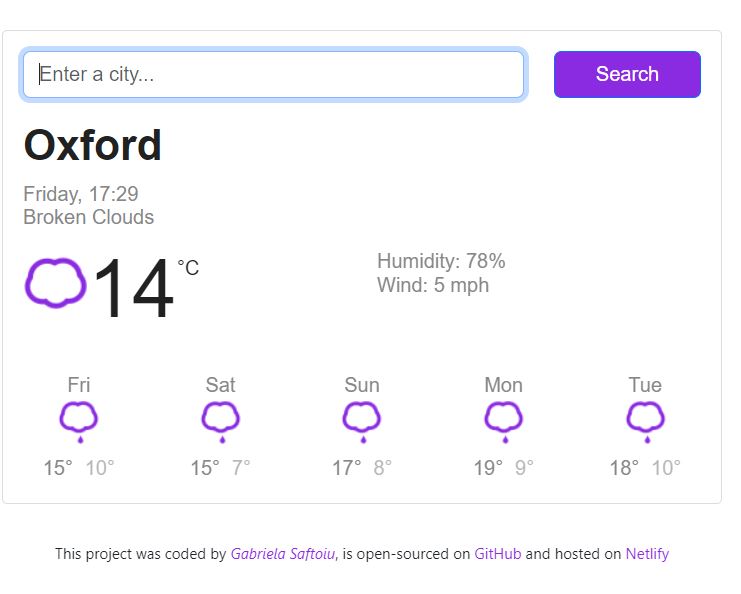 Enter a city...
Search
Oxford
Friday, 17:29
Broken Clouds
14 °C
Humidity: 78%
Wind: 5 mph
Fri Sat Sun Mon Tue
15° 10° 15° 7° 17° 8° 19° 9° 18° 10°
This project was coded by Gabriela Saftoiu, is open-sourced on GitHub and hosted on Netlify